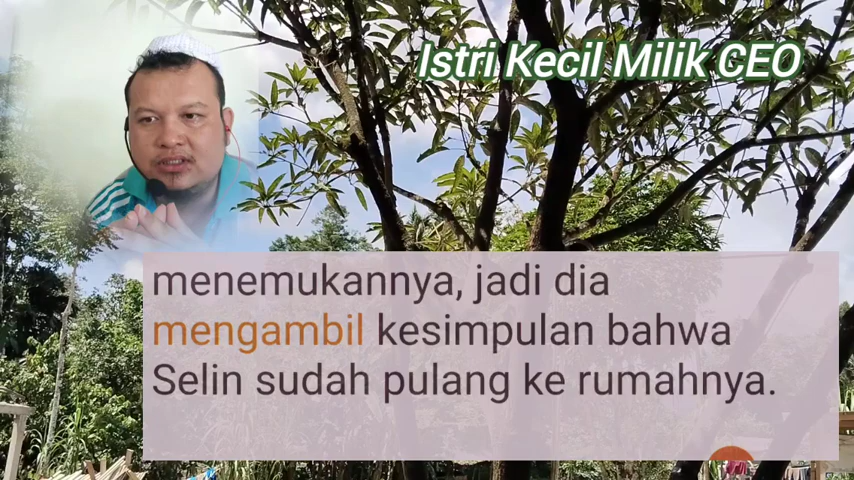 Istri Kecil Milik CEO
menemukannya, jadi dia
mengambil kesimpulan bahwa
Selin sudah pulang ke rumahnya.